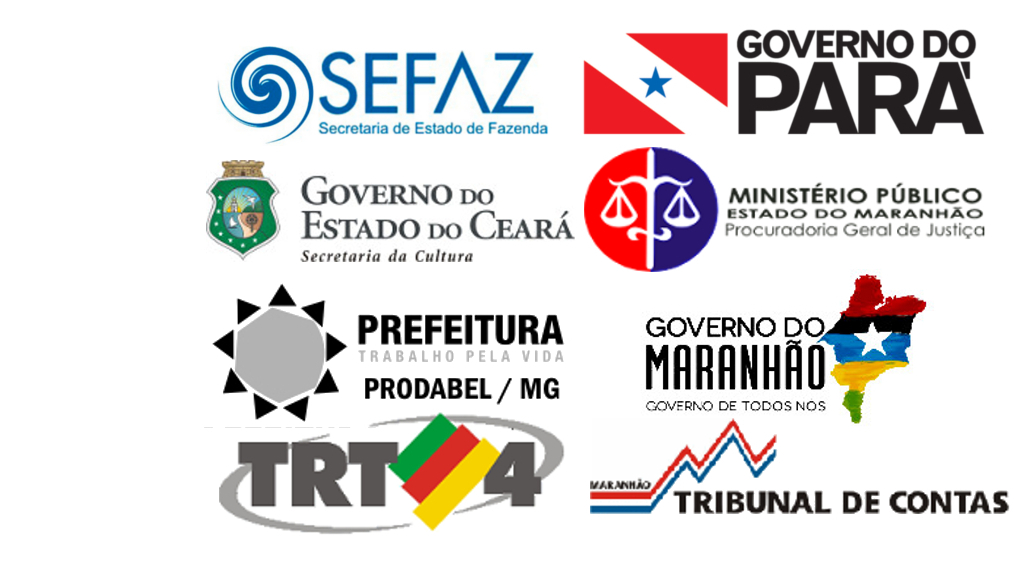 SEFAZ
Secretaria de Estado de Fazenda
GOVERNO DO
PARÁ
GOVERNO DO
ESTADO DO CEARÁ
Secretaria da Cultura
MINISTÉRIO PÚBLICO
ESTADO DO MARANHÃO
Procuradoria Geral de Justiça
PREFEITURA
TRABALHO PELA VIDA
PRODABEL / MG
GOVERNO DO
MARANHÃO
GOVERNO DE TODOS NÓS
TRT 4
MARANHÃO
TRIBUNAL DE CONTAS